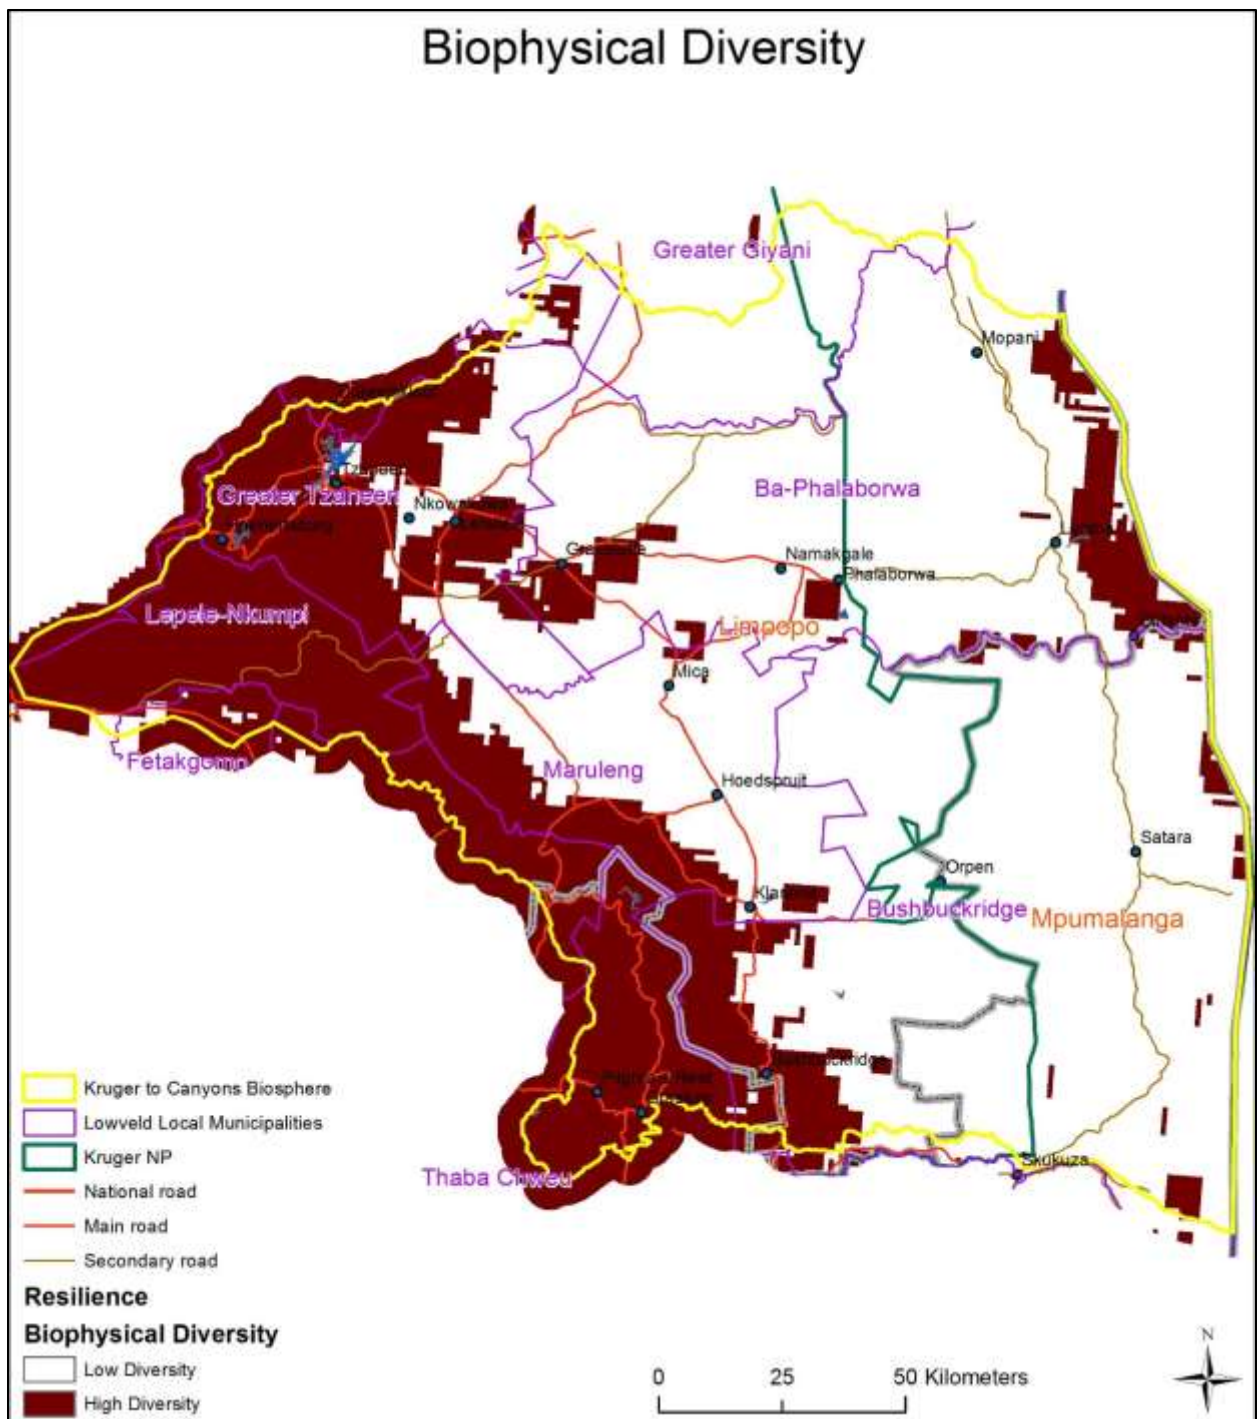 Biophysical Diversity
Greater Giyani
Mopani
Ba-Phalaborwa
Greater Tzaneen
Namakgale
Phalaborwa
Lepele-Nkumpi
Limpopo
Mica
Fetakgomo
Maruleng
Hoedspruit
Satara
Orpen
Bushbuckridge
Mpumalanga
Bushbuckridge
Thaba Chweu
Skukuza
Kruger to Canyons Biosphere
Lowveld Local Municipalities
Kruger NP
National road
Main road
Secondary road
Resilience
Biophysical Diversity
Low Diversity
High Diversity
N
0 25 50 Kilometers